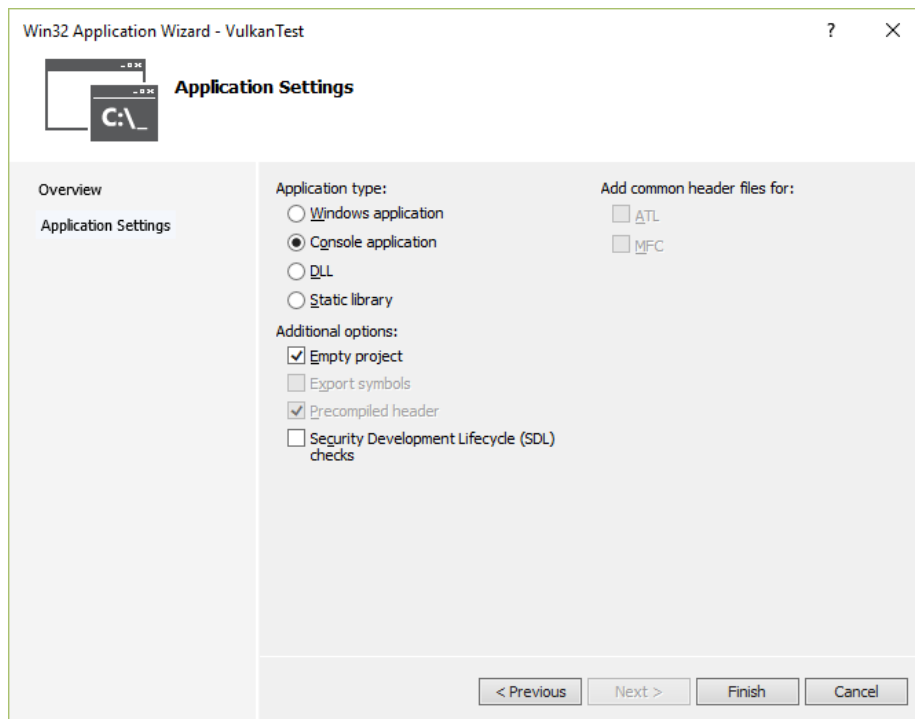 Win32 Application Wizard - VulkanTest
?
C:\_
Application Settings
Overview
Application Settings
Application type:
Windows application
Console application
DLL
Static library
Additional options:
Empty project
Export symbols
Precompiled header
Security Development Lifecycle (SDL)
checks
Add common header files for:
ATL
MFC
< Previous
Next >
Finish
Cancel